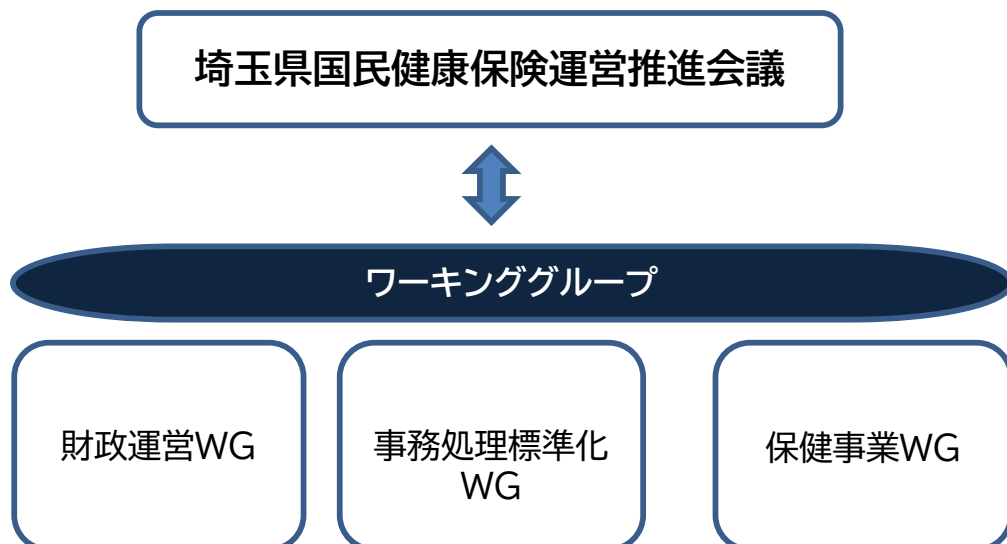 埼玉県国民健康保険運営推進会議
ワーキンググループ
財政運営WG
事務処理標準化
WG
保健事業WG